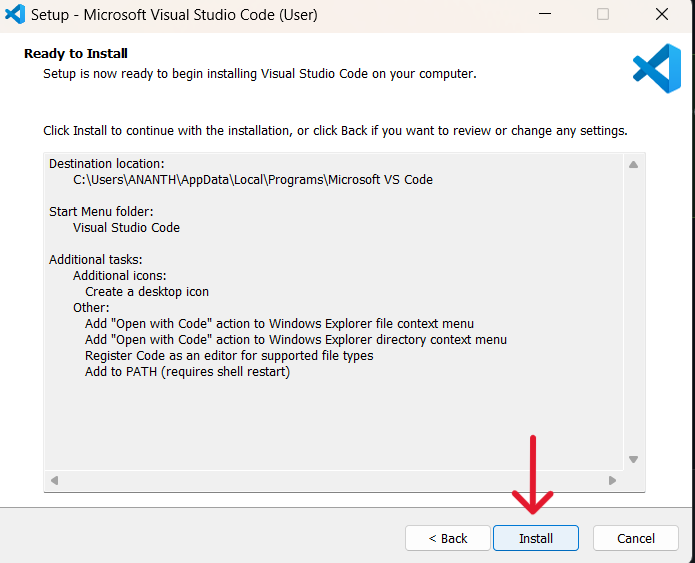 Setup - Microsoft Visual Studio Code (User)
Ready to Install
Setup is now ready to begin installing Visual Studio Code on your computer.
Click Install to continue with the installation, or click Back if you want to review or change any settings.
Destination location:
C:\Users\ANANTH\AppData\Local\Programs\Microsoft VS Code
Start Menu folder:
Visual Studio Code
Additional tasks:
Additional icons:
Create a desktop icon
Other:
Add "Open with Code" action to Windows Explorer file context menu
Add "Open with Code" action to Windows Explorer directory context menu
Register Code as an editor for supported file types
Add to PATH (requires shell restart)
< Back Install Cancel